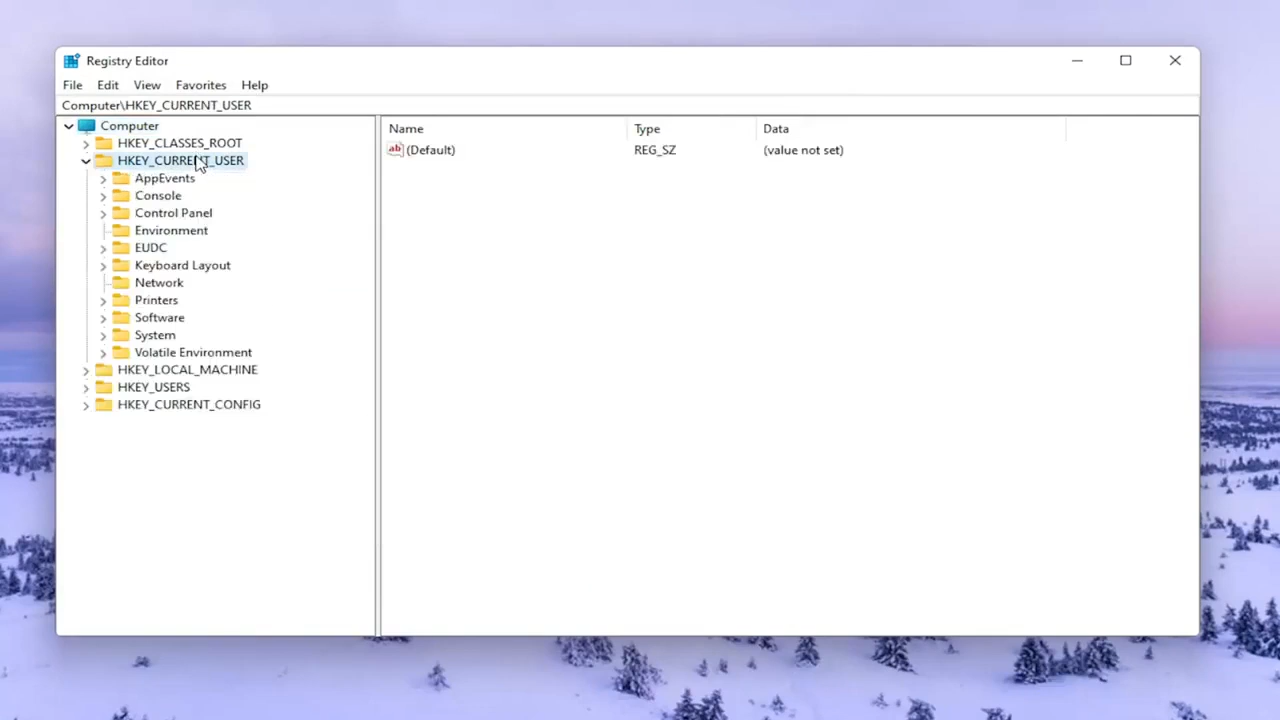 Registry Editor
File Edit View Favorites Help
Computer\HKEY_CURRENT_USER
Computer
HKEY_CLASSES_ROOT
HKEY_CURRENT_USER
AppEvents
Console
Control Panel
Environment
EUDC
Keyboard Layout
Network
Printers
Software
System
Volatile Environment
HKEY_LOCAL_MACHINE
HKEY_USERS
HKEY_CURRENT_CONFIG
Name Type Data
ab (Default) REG_SZ (value not set)